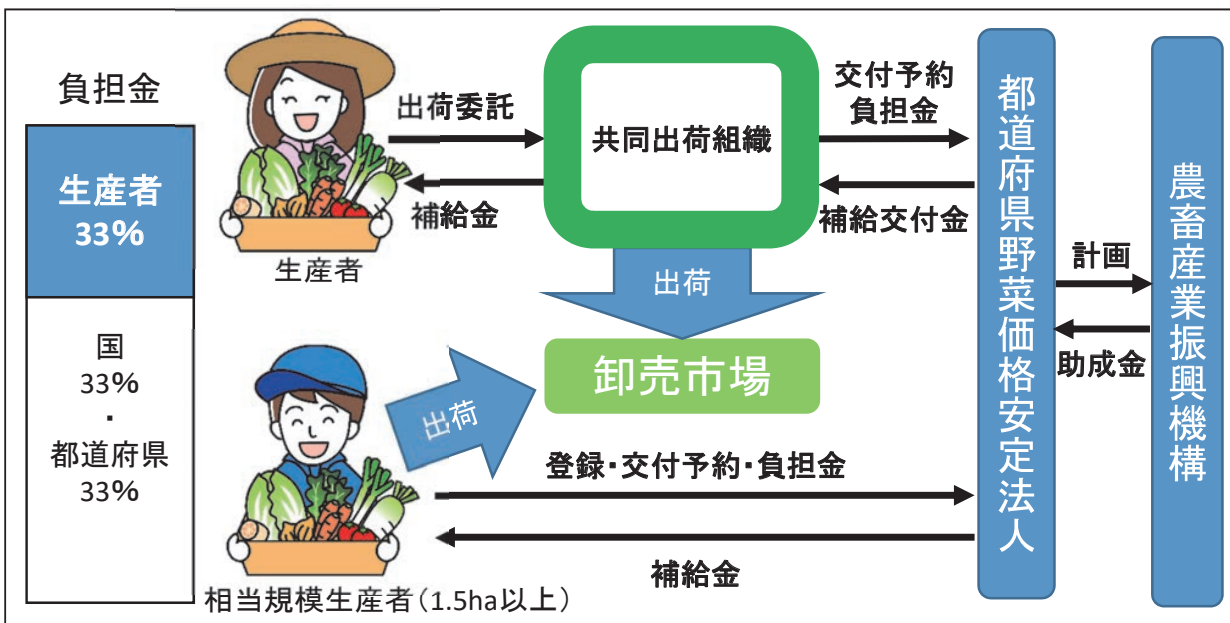 負担金
生産者
33%
国
33%
・
都道府県
33%
出荷委託
補給金
生産者
共同出荷組織
交付予約
負担金
補給交付金
出荷
卸売市場
出荷
登録・交付予約・負担金
補給金
相当規模生産者(1.5ha以上)
都道府県野菜価格安定法人
計画
助成金
農畜産業振興機構